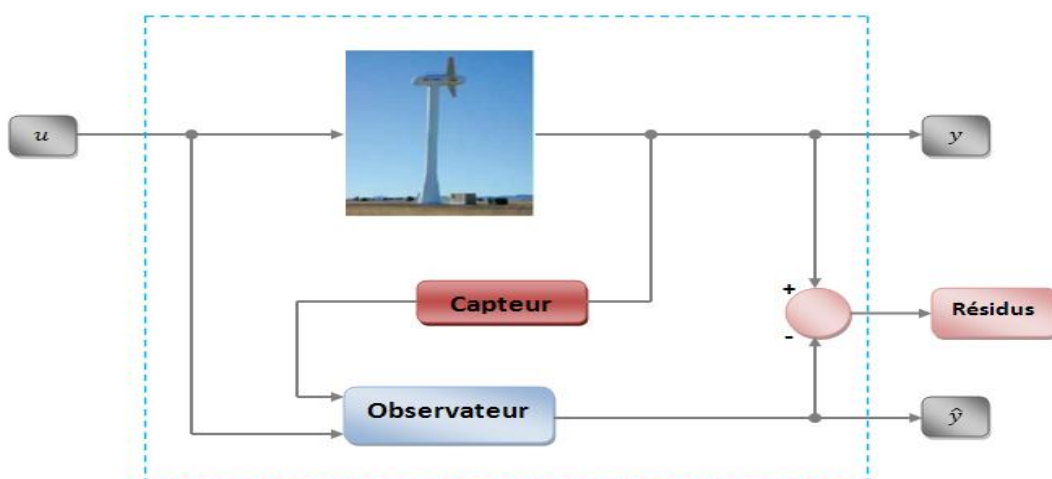 u
y
Capteur
+
-
Résidus
Observateur
ŷ